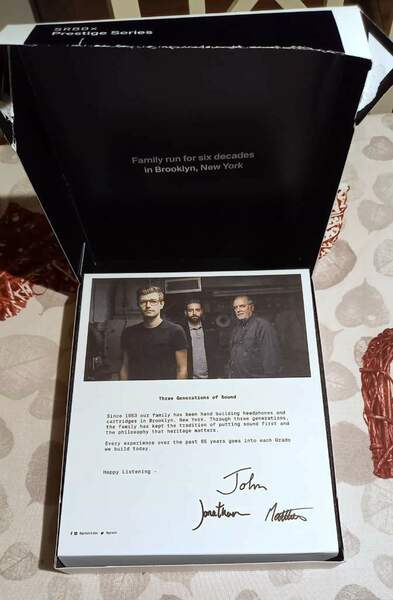 SR80x
Prestige Series
Family run for six decades
in Brooklyn, New York
Three Generations of Sound
Since 1953 our family has been hand building headphones and
cartridges in Brooklyn, New York. Through three generations,
the family has kept the tradition of putting sound first and
the philosophy that heritage matters.
Every experience over the past 65 years goes into each Grado
we build today.
Happy Listening -
John
Jonathan Matthew
@gradolabs @grado